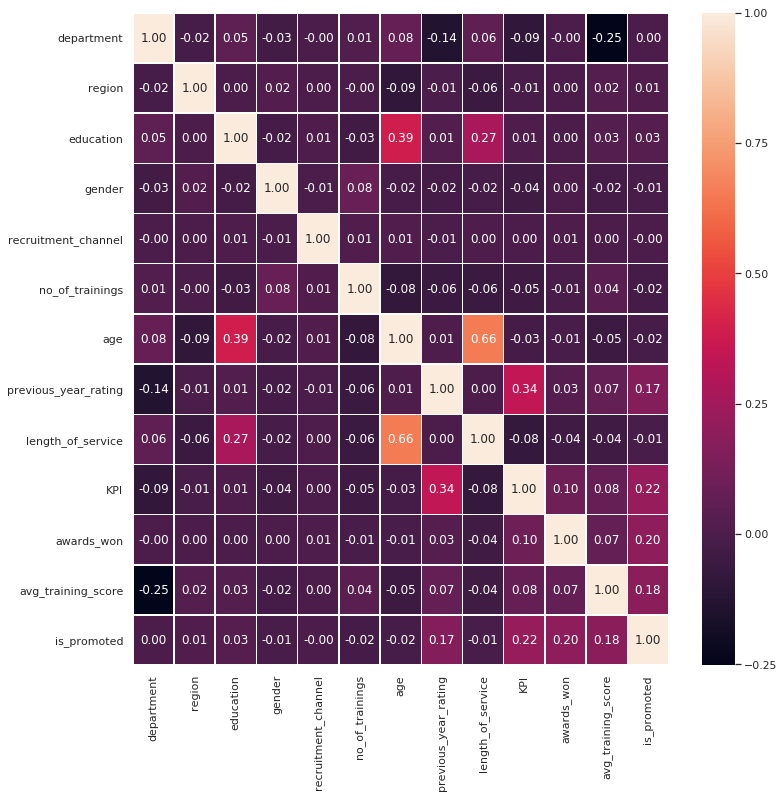 department 1.00 -0.02 0.05 -0.03 -0.00 0.01 0.08 -0.14 0.06 -0.09 -0.00 -0.25 0.00
region -0.02 1.00 0.00 0.02 0.00 -0.00 -0.09 -0.01 -0.06 -0.01 0.00 0.02 0.01
education 0.05 0.00 1.00 -0.02 0.01 -0.03 0.39 0.01 0.27 0.01 0.00 0.03 0.03
gender -0.03 0.02 -0.02 1.00 -0.01 0.08 -0.02 -0.02 -0.02 -0.04 0.00 -0.02 -0.01
recruitment_channel -0.00 0.00 0.01 -0.01 1.00 0.01 0.01 -0.01 0.00 0.00 0.01 0.00 -0.00
no_of_trainings 0.01 -0.00 -0.03 0.08 0.01 1.00 -0.08 -0.06 -0.06 -0.05 -0.01 0.04 -0.02
age 0.08 -0.09 0.39 -0.02 0.01 -0.08 1.00 0.01 0.66 -0.03 -0.01 -0.05 -0.02
previous_year_rating -0.14 -0.01 0.01 -0.02 -0.01 -0.06 0.01 1.00 0.00 0.34 0.03 0.07 0.17
length_of_service 0.06 -0.06 0.27 -0.02 0.00 -0.06 0.66 0.00 1.00 -0.08 -0.04 -0.04 -0.01
KPI -0.09 -0.01 0.01 -0.04 0.00 -0.05 -0.03 0.34 -0.08 1.00 0.10 0.08 0.22
awards_won -0.00 0.00 0.00 0.00 0.01 -0.01 -0.01 0.03 -0.04 0.10 1.00 0.07 0.20
avg_training_score -0.25 0.02 0.03 -0.02 0.00 0.04 -0.05 0.07 -0.04 0.08 0.07 1.00 0.18
is_promoted 0.00 0.01 0.03 -0.01 -0.00 -0.02 -0.02 0.17 -0.01 0.22 0.20 0.18 1.00
department
region
education
gender
recruitment_channel
no_of_trainings
age
previous_year_rating
length_of_service
KPI
awards_won
avg_training_score
is_promoted
1.00
0.75
0.50
0.25
0.00
−0.25